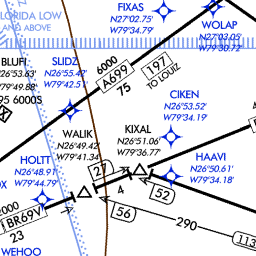 FIXAS
N27°02.75'
W79°34.79'
WOLAP
N27°03.05'
W79°30.72'
FLORIDA LOW
AND ABOVE
BLUFI
N26°53.63'
W79°49.88'
SLIDZ
N26°55.42'
W79°51.51'
6000
A699
75
197
TO LOUIZ
CIKEN
N26°53.52'
W79°34.19'
95 6000S
WALIK
N26°49.42'
W79°41.34'
KIXAL
N26°51.06'
W79°36.77'
HOLTT
N26°48.91'
W79°44.79'
HAAVI
N26°50.61'
W79°34.18'
27
4
52
56
2000
BR69V
23
290
113
WEHOO